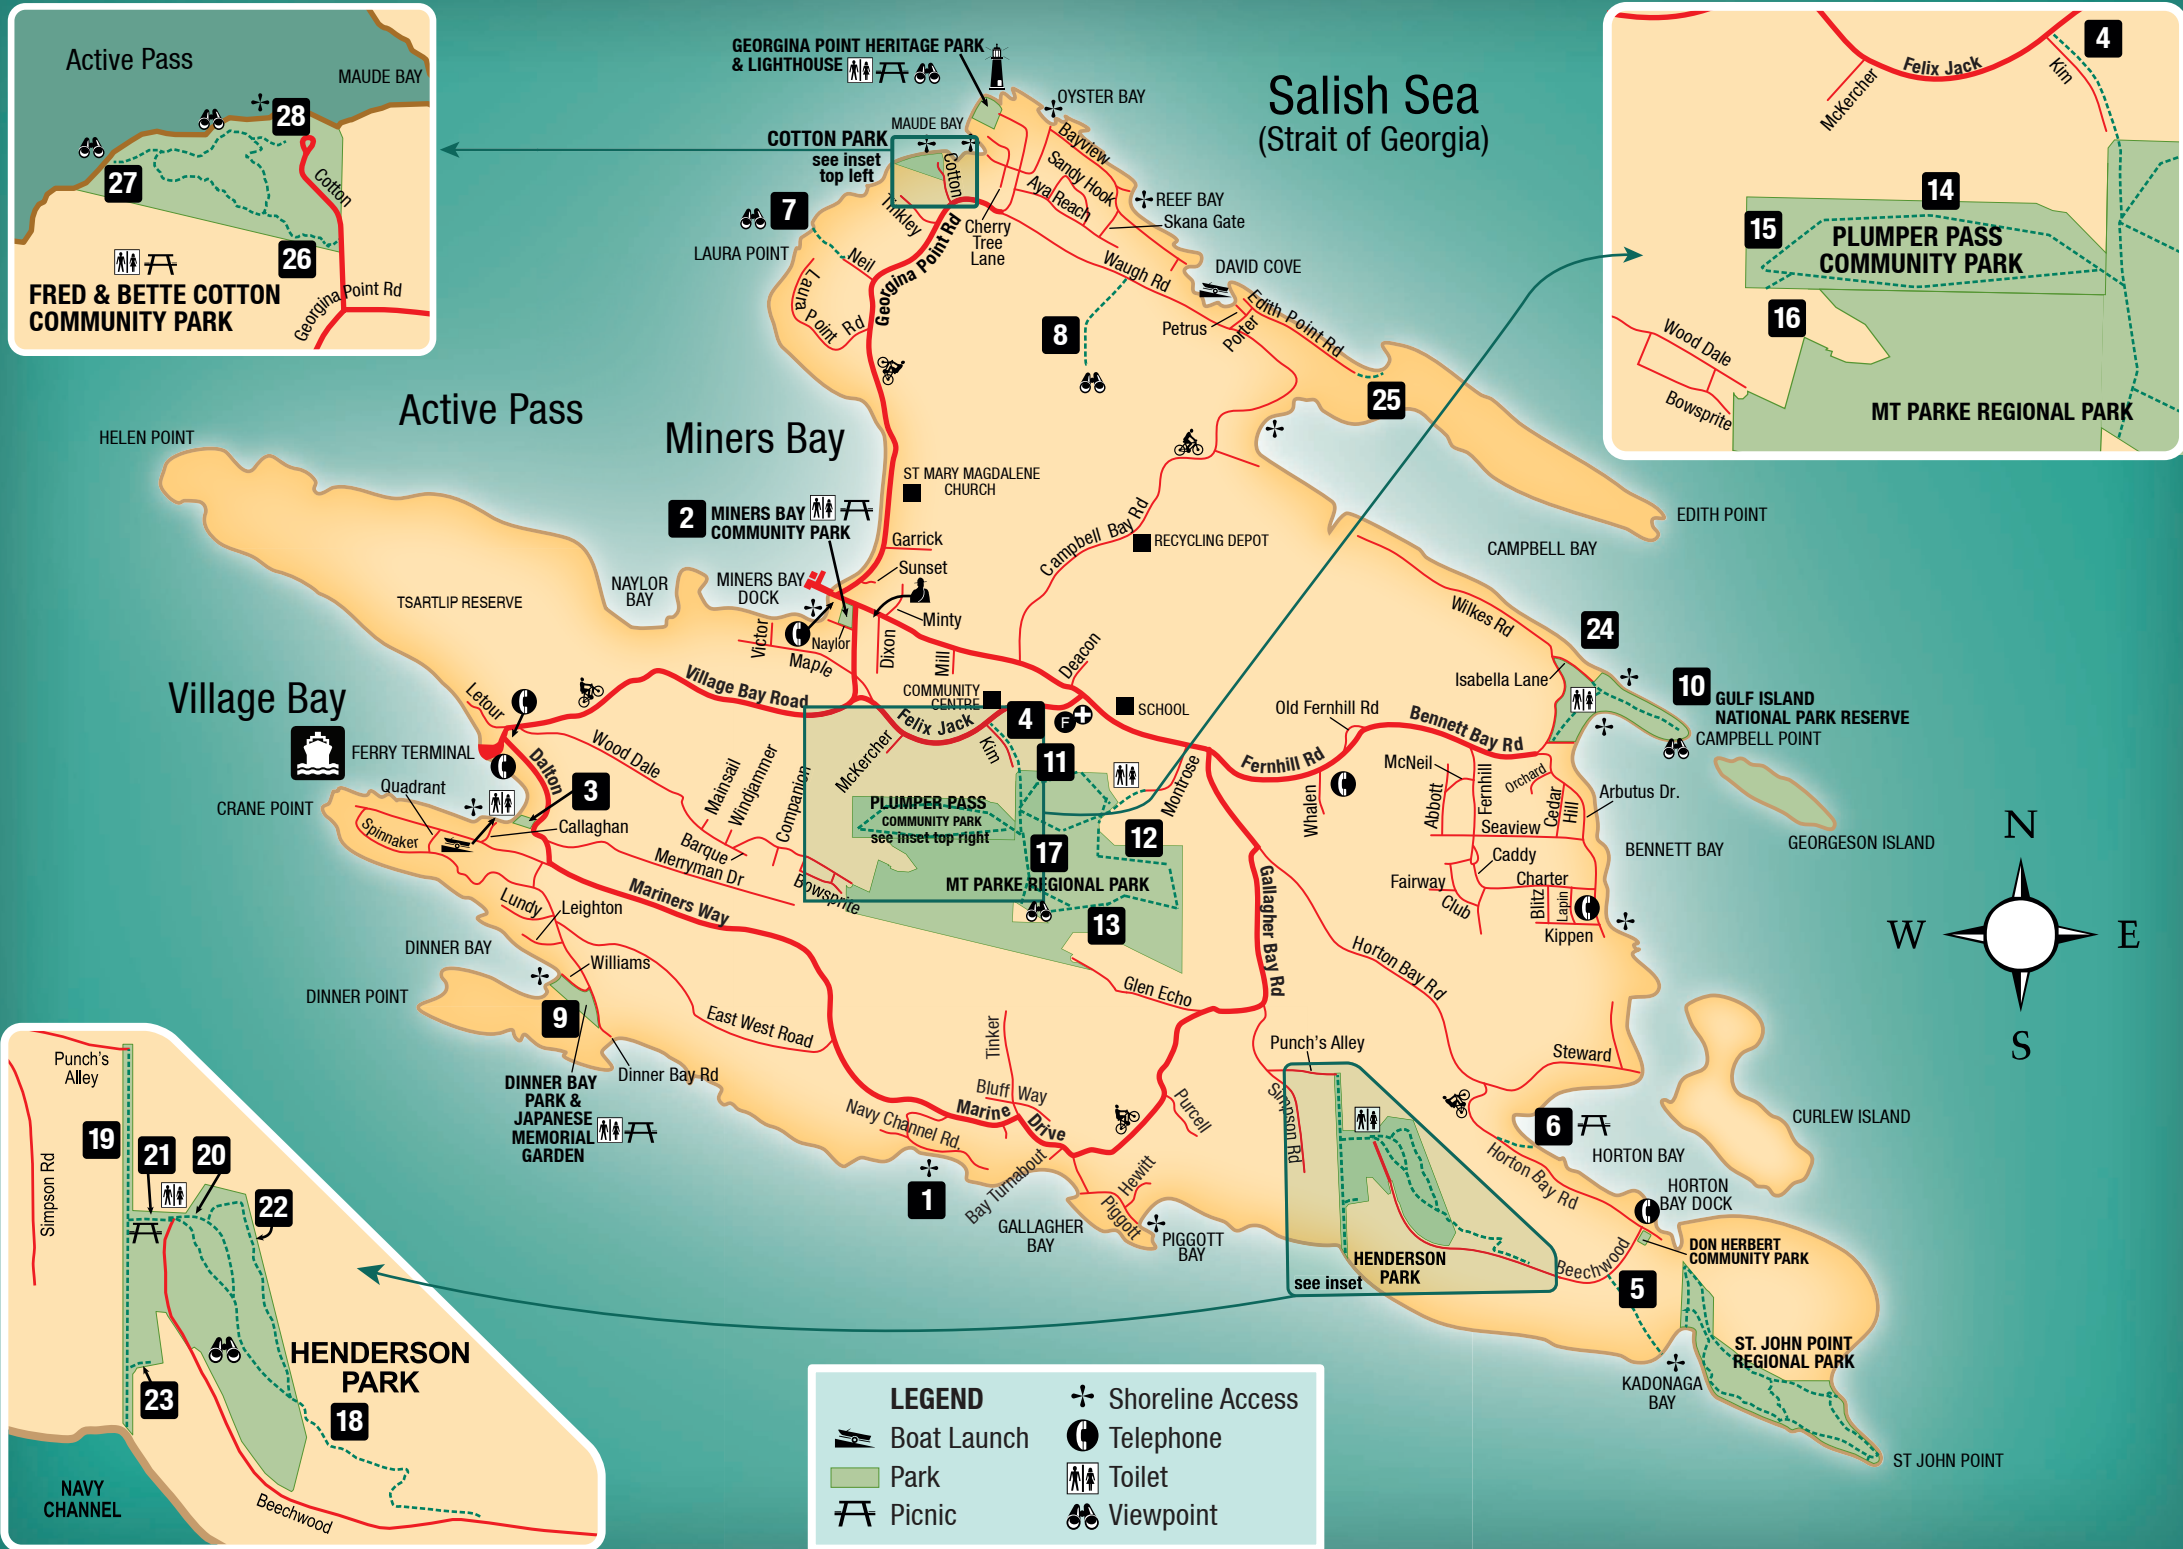 Active Pass
MAUDE BAY
28
27
Cotton
26
FRED & BETTE COTTON
COMMUNITY PARK
Georgina Point Rd
GEORGINA POINT HERITAGE PARK
& LIGHTHOUSE
OYSTER BAY
MAUDE BAY
COTTON PARK
see inset
top left
Cotton
Bayview
Sandy Hook
Aya Reach
REEF BAY
Skana Gate
Salish Sea
(Strait of Georgia)
7
LAURA POINT
Tinkley
Neil
Laura Point Rd
Georgina Point Rd
Cherry
Tree
Lane
Waugh Rd
DAVID COVE
8
Petrus
Porter
Edith Point Rd
25
4
Felix Jack
Kim
McKercher
14
15
PLUMPER PASS
COMMUNITY PARK
16
Wood Dale
Bowsprite
MT PARKE REGIONAL PARK
Active Pass
Miners Bay
HELEN POINT
ST MARY MAGDALENE
CHURCH
2
MINERS BAY
COMMUNITY PARK
Garrick
Sunset
Campbell Bay Rd
RECYCLING DEPOT
EDITH POINT
CAMPBELL BAY
NAYLOR
BAY
MINERS BAY
DOCK
TSARTLIP RESERVE
Minty
Victor
Naylor
Maple
Dixon
Mill
Deacon
Wilkes Rd
24
Isabella Lane
10
GULF ISLAND
NATIONAL PARK RESERVE
CAMPBELL POINT
Village Bay
Letour
Village Bay Road
COMMUNITY
CENTRE
4
F
SCHOOL
Old Fernhill Rd
Bennett Bay Rd
FERRY TERMINAL
Dalton
Wood Dale
Felix Jack
McKercher
Kim
11
Fernhill Rd
McNeil
Fernhill
Orchard
Quadrant
3
Mainsail
Windjammer
Companion
Montrose
Whalen
Abbott
Cedar
Hill
Arbutus Dr.
CRANE POINT
Spinnaker
Callaghan
PLUMPER PASS
COMMUNITY PARK
see inset top right
12
Seaview
GEORGESON ISLAND
Barque
Merryman Dr
17
Caddy
BENNETT BAY
N
Bowsprite
MT PARKE REGIONAL PARK
Gallagher Bay Rd
Fairway
Charter
Club
Blitz
Lapin
Kippen
Lundy
Leighton
Mariners Way
13
W
E
DINNER BAY
Williams
Horton Bay Rd
DINNER POINT
9
East West Road
Glen Echo
Tinker
S
Punch's Alley
Steward
DINNER BAY
PARK &
JAPANESE
MEMORIAL
GARDEN
Dinner Bay Rd
Bluff Way
Marine Drive
Navy Channel Rd.
Purcell
Simpson Rd
6
CURLEW ISLAND
HORTON BAY
1
Bay Turnabout
Hewitt
Piggott
Horton Bay Rd
HORTON
BAY DOCK
GALLAGHER
BAY
PIGGOTT
BAY
HENDERSON
PARK
see inset
Beechwood
DON HERBERT
COMMUNITY PARK
5
ST. JOHN POINT
REGIONAL PARK
KADONAGA
BAY
ST JOHN POINT
Punch's
Alley
19
21
20
22
Simpson Rd
HENDERSON
PARK
23
18
NAVY
CHANNEL
Beechwood
LEGEND
Boat Launch
Park
Picnic
Shoreline Access
Telephone
Toilet
Viewpoint